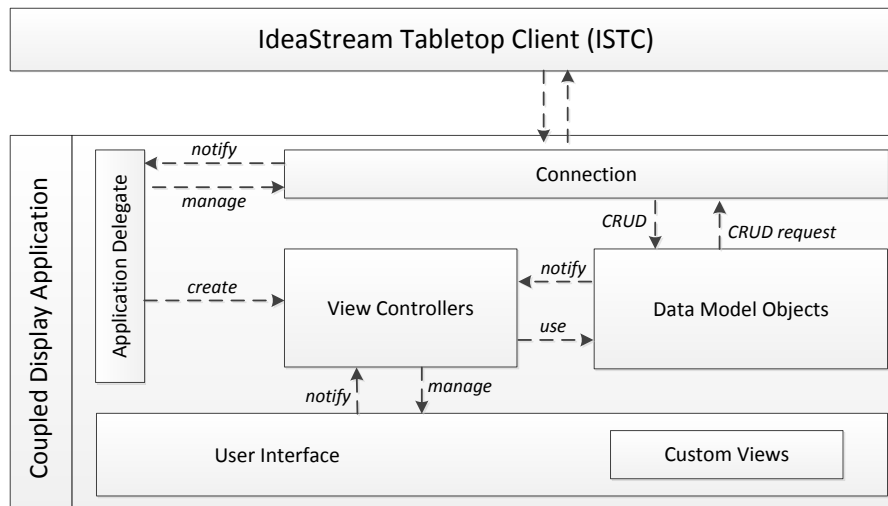 IdeaStream Tabletop Client (ISTC)
Coupled Display Application
Application Delegate
notify
manage
Connection
CRUD
CRUD request
create
View Controllers
notify
use
Data Model Objects
notify
manage
User Interface
Custom Views